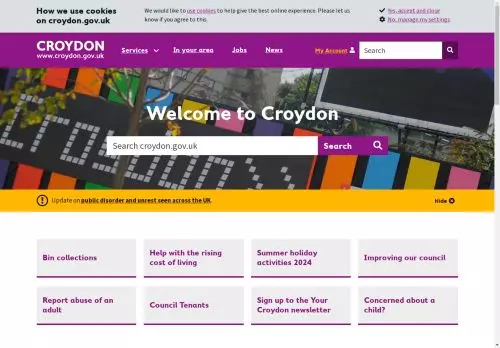 How we use cookies
on croydon.gov.uk
We would like to use cookies to help give the best online experience. Please let
us know if you agree to this.
Yes, accept and close
No, manage my settings
CROYDON
www.croydon.gov.uk
Services
In your area
Jobs
News
My Account
Search
Welcome to Croydon
Search croydon.gov.uk
Search
Update on public disorder and unrest seen across the UK.
Hide
Bin collections
Help with the rising
cost of living
Summer holiday
activities 2024
Improving our council
Report abuse of an
adult
Council Tenants
Sign up to the Your
Croydon newsletter
Concerned about a
child?